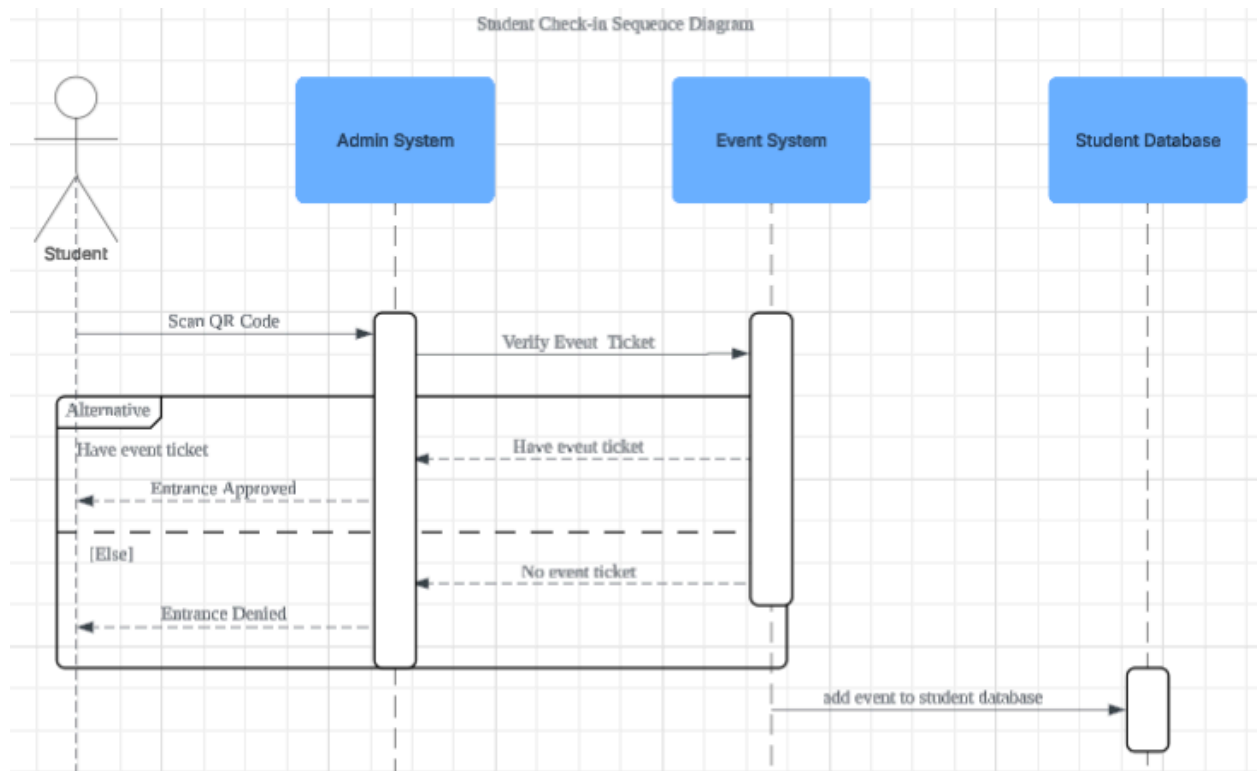 Student Check-in Sequence Diagram
Admin System
Event System
Student Database
Student
Scan QR Code
Verify Event Ticket
Alternative
Have event ticket
Have event ticket
Entrance Approved
[Else]
No event ticket
Entrance Denied
add event to student database